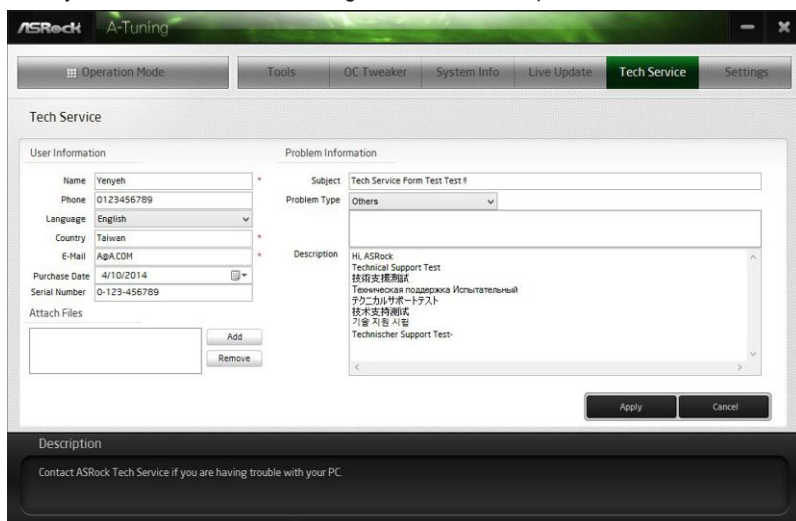 ASRock A-Tuning
Operation Mode Tools OC Tweaker System Info Live Update Tech Service Settings
Tech Service
User Information
Name Yenyeh *
Phone 0123456789
Language English
Country Taiwan *
E-Mail A@A.COM *
Purchase Date 4/10/2014
Serial Number 0-123-456789
Attach Files
Add
Remove
Problem Information
Subject Tech Service Form Test Test !!
Problem Type Others
Description Hi, ASRock
Technical Support Test
技術支援測試
Техническая поддержка Испытательный
テクニカルサポートテスト
技术支持测试
기술 지원 시험
Technischer Support Test-
Apply Cancel
Description
Contact ASRock Tech Service if you are having trouble with your PC.